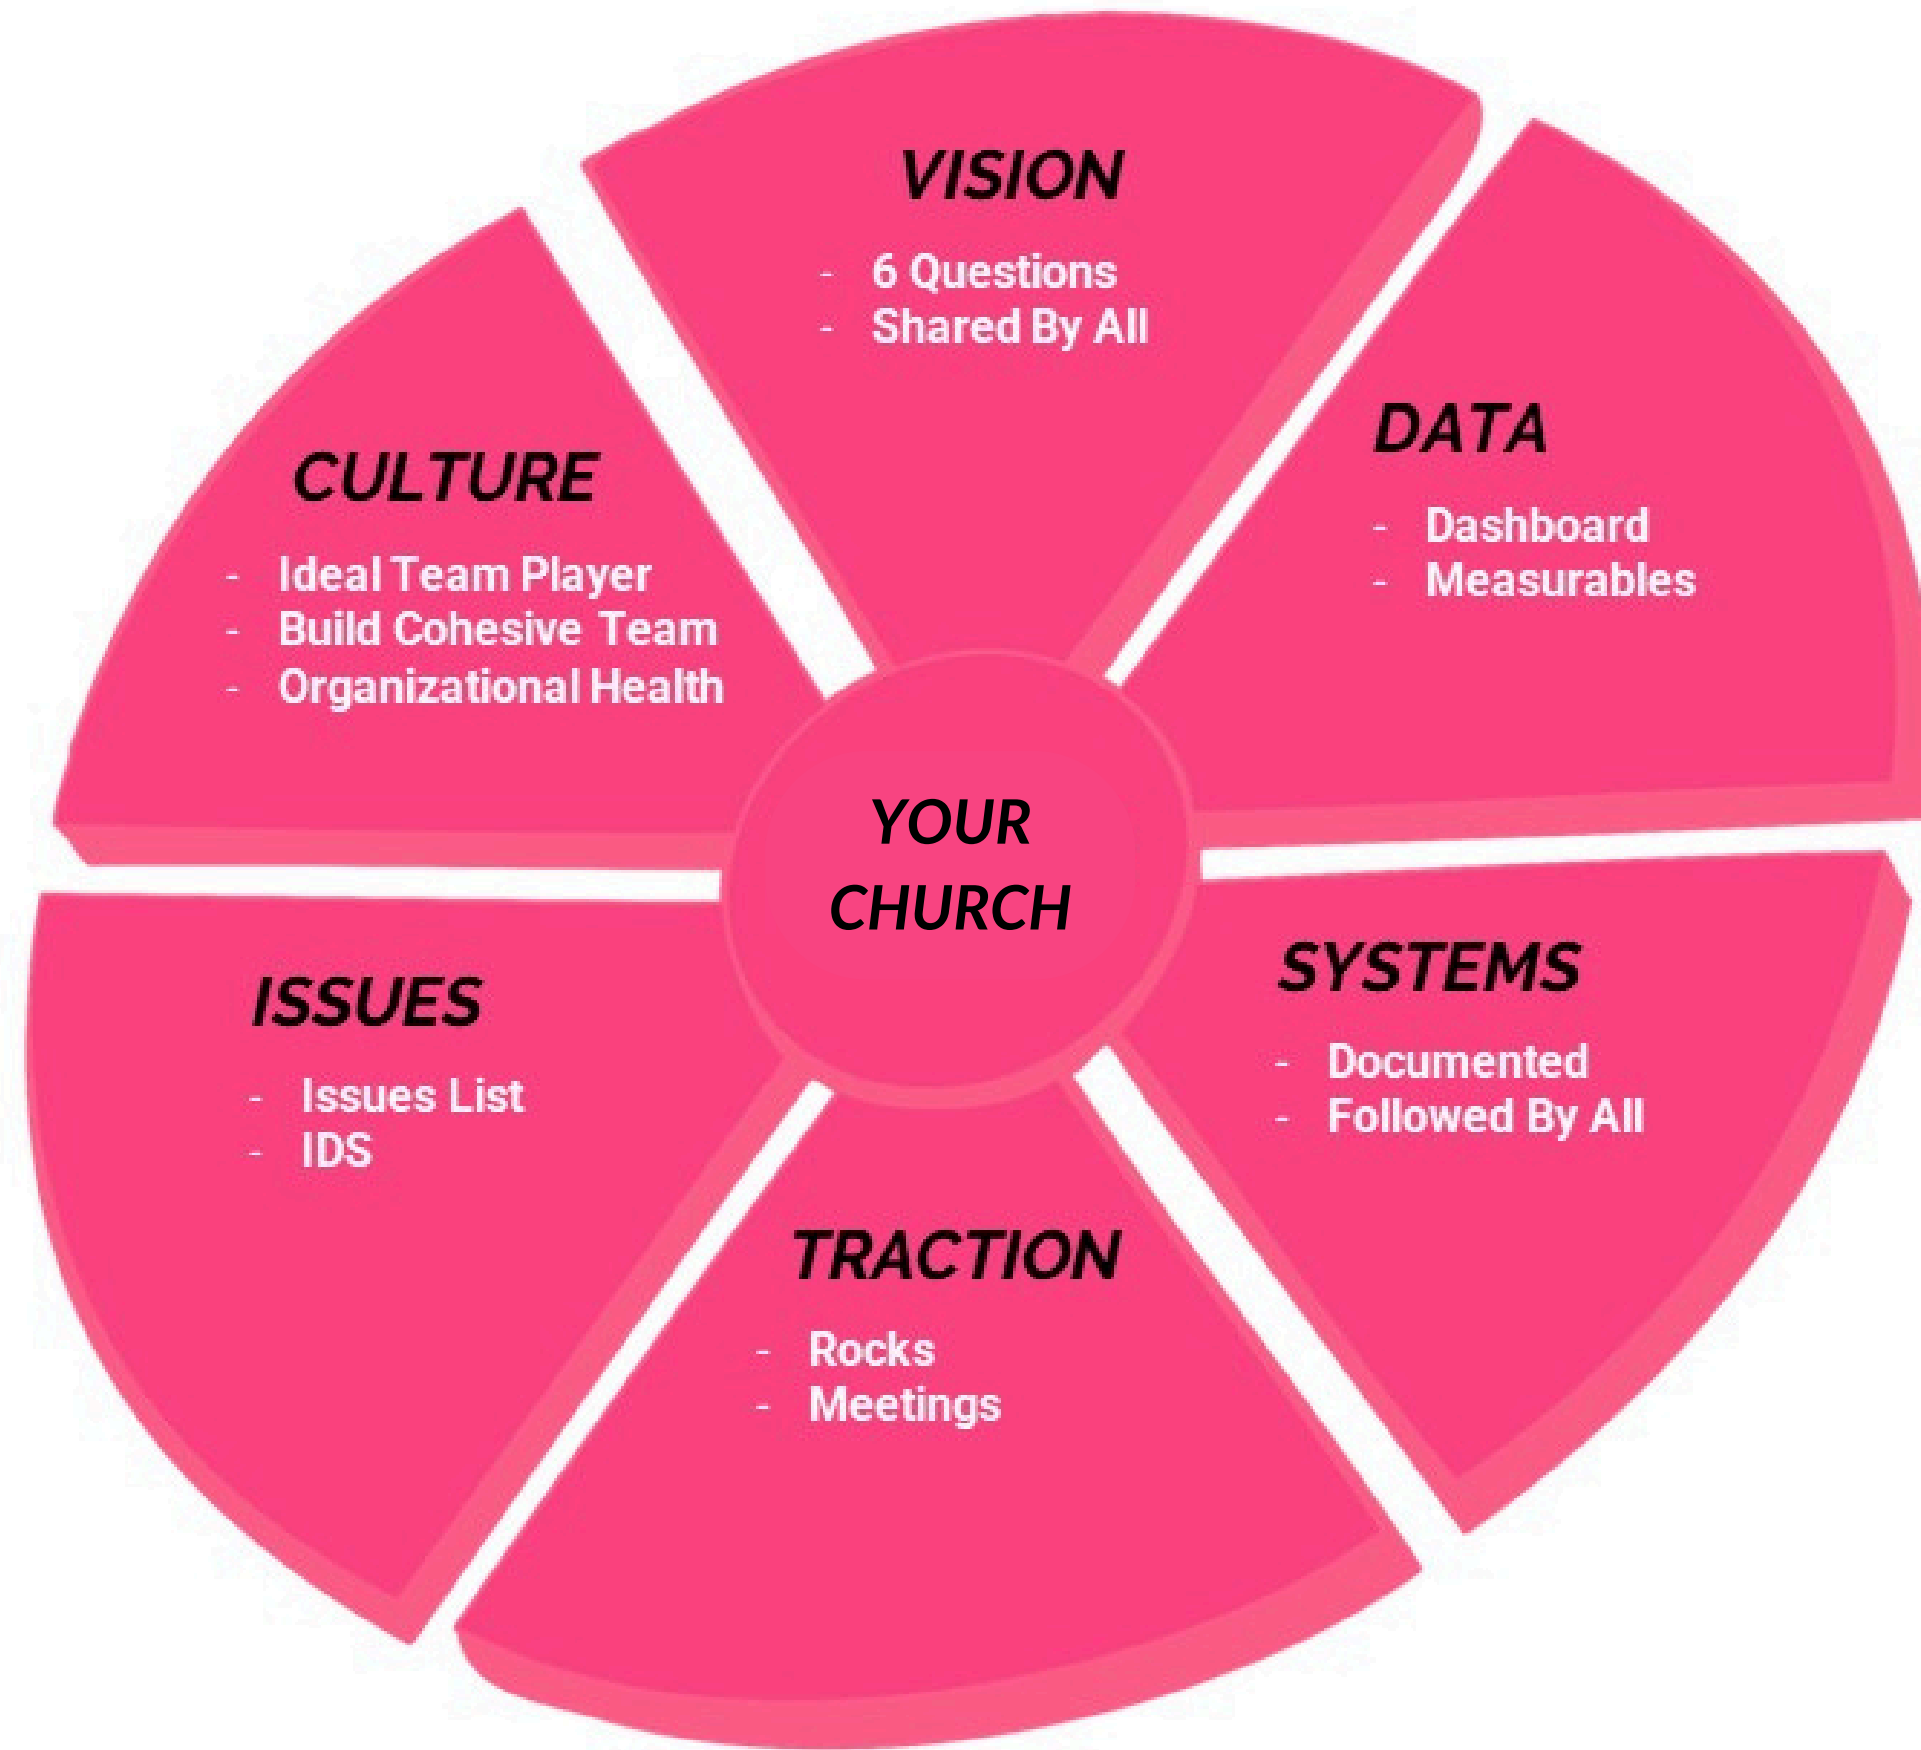 VISION
- 6 Questions
- Shared By All
DATA
- Dashboard
- Measurables
CULTURE
- Ideal Team Player
- Build Cohesive Team
- Organizational Health
YOUR
CHURCH
SYSTEMS
- Documented
- Followed By All
ISSUES
- Issues List
- IDS
TRACTION
- Rocks
- Meetings